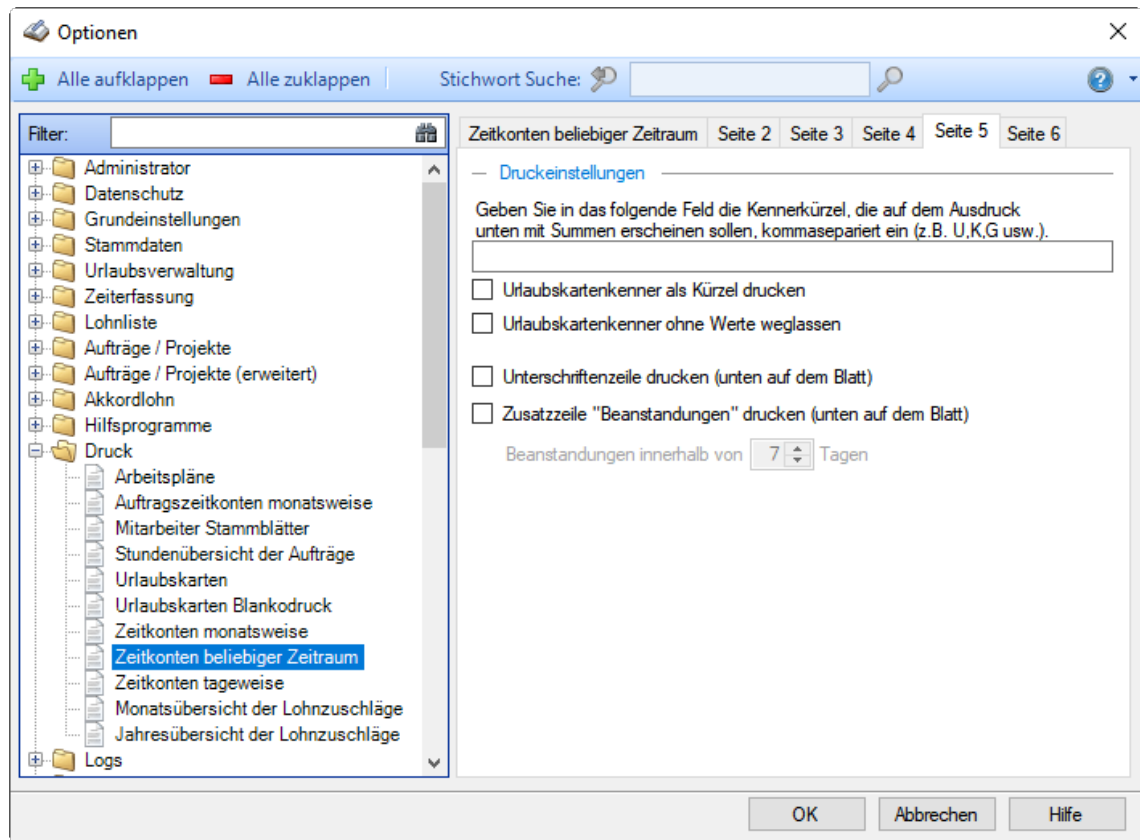 Optionen
Alle aufklappen Alle zuklappen Stichwort Suche:
Filter:
Administrator
Datenschutz
Grundeinstellungen
Stammdaten
Urlaubsverwaltung
Zeiterfassung
Lohnliste
Aufträge / Projekte
Aufträge / Projekte (erweitert)
Akkordlohn
Hilfsprogramme
Druck
Arbeitspläne
Auftragszeitkonten monatsweise
Mitarbeiter Stammblätter
Stundenübersicht der Aufträge
Urlaubskarten
Urlaubskarten Blankodruck
Zeitkonten monatsweise
Zeitkonten beliebiger Zeitraum
Zeitkonten tageweise
Monatsübersicht der Lohnzuschläge
Jahresübersicht der Lohnzuschläge
Logs
Zeitkonten beliebiger Zeitraum Seite 2 Seite 3 Seite 4 Seite 5 Seite 6
Druckeinstellungen
Geben Sie in das folgende Feld die Kennerkürzel, die auf dem Ausdruck
unten mit Summen erscheinen sollen, kommasepariert ein (z.B. U,K,G usw.).
Urlaubskartenkenner als Kürzel drucken
Urlaubskartenkenner ohne Werte weglassen
Unterschriftenzeile drucken (unten auf dem Blatt)
Zusatzzeile "Beanstandungen" drucken (unten auf dem Blatt)
Beanstandungen innerhalb von 7 Tagen
OK Abbrechen Hilfe